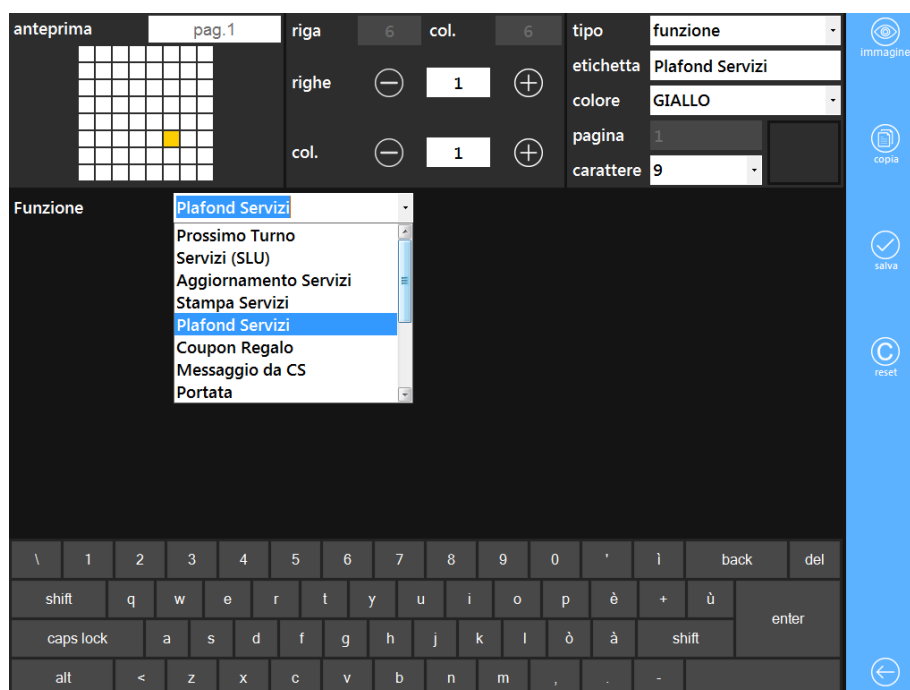 anteprima pag.1 riga 6 col. 6 tipo funzione
immagine
etichetta Plafond Servizi
righe 1
colore GIALLO
pagina 1
copia
col. 1
carattere 9
Funzione Plafond Servizi
Prossimo Turno
Servizi (SLU)
Aggiornamento Servizi
salva
Stampa Servizi
Plafond Servizi
Coupon Regalo
Messaggio da CS
C
reset
Portata
\ 1 2 3 4 5 6 7 8 9 0 ' ì back del
shift q w e r t y u i o p è + ù enter
caps lock a s d f g h j k l ò à shift
alt < z x c v b n m , . -